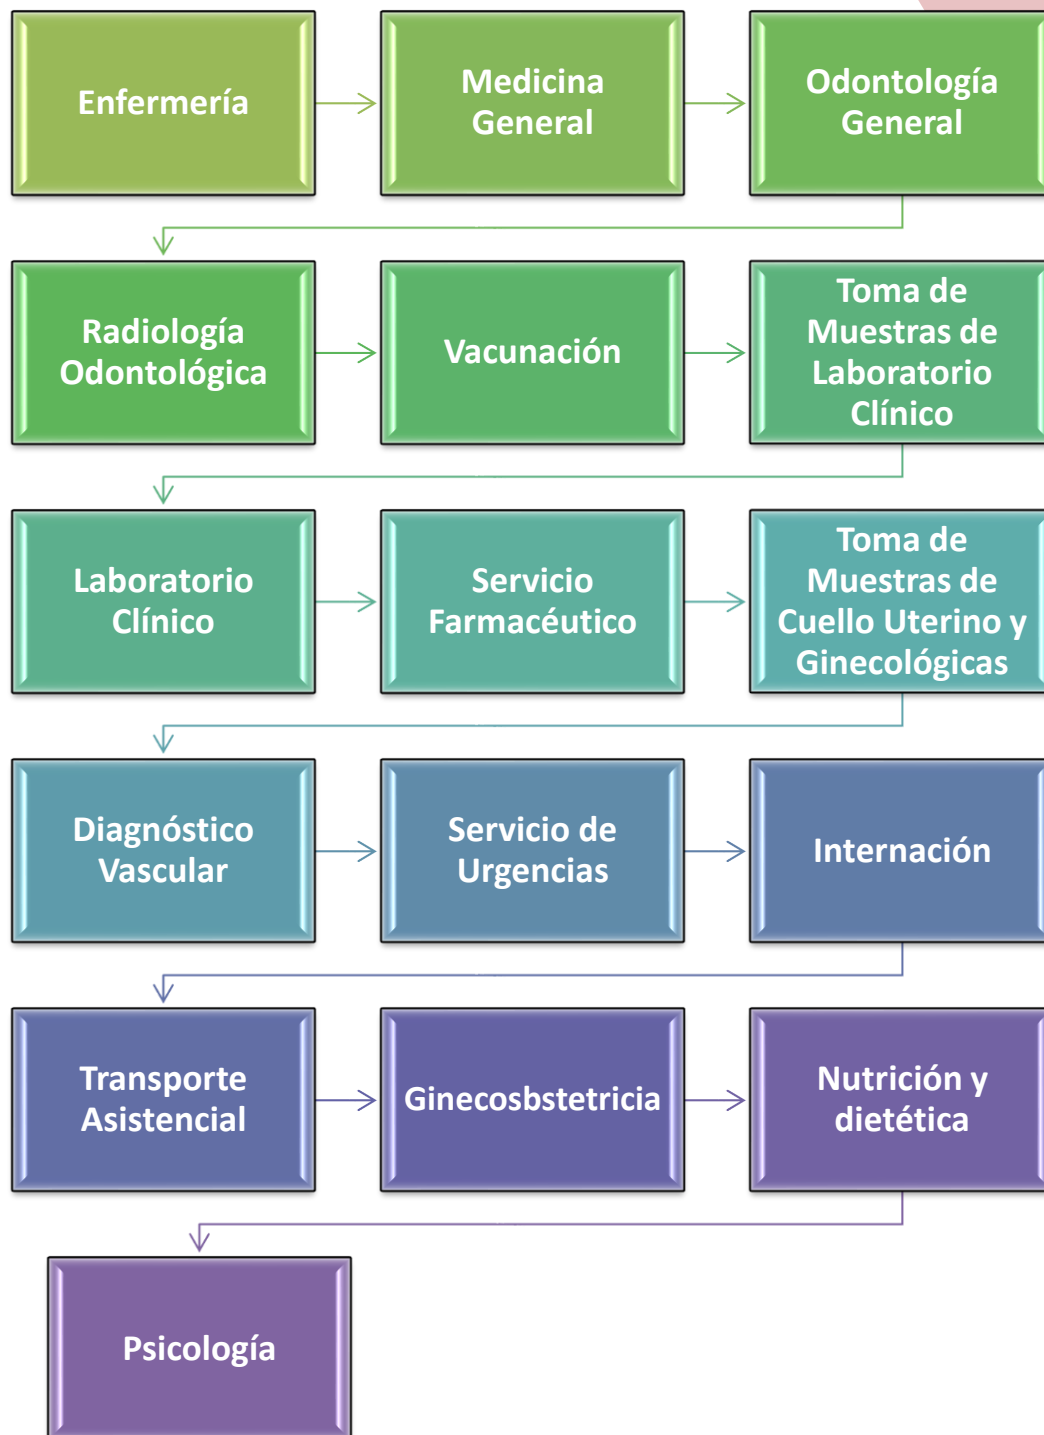 Enfermería
Medicina
General
Odontología
General
Radiología
Odontológica
Vacunación
Toma de
Muestras de
Laboratorio
Clínico
Laboratorio
Clínico
Servicio
Farmacéutico
Toma de
Muestras de
Cuello Uterino y
Ginecológicas
Diagnóstico
Vascular
Servicio de
Urgencias
Internación
Transporte
Asistencial
Ginecosbstetricia
Nutrición y
dietética
Psicología